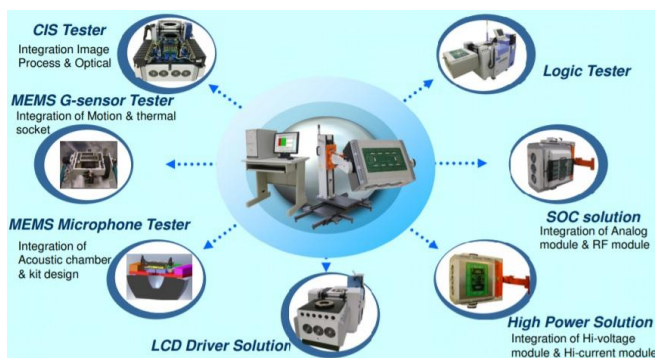 CIS Tester
Integration Image
Process & Optical
Logic Tester
MEMS G-sensor Tester
Integration of Motion & thermal
socket
MEMS Microphone Tester
Integration of
Acoustic chamber
& kit design
SOC solution
Integration of Analog
module & RF module
LCD Driver Solution
High Power Solution
Integration of Hi-voltage
module & Hi-current module